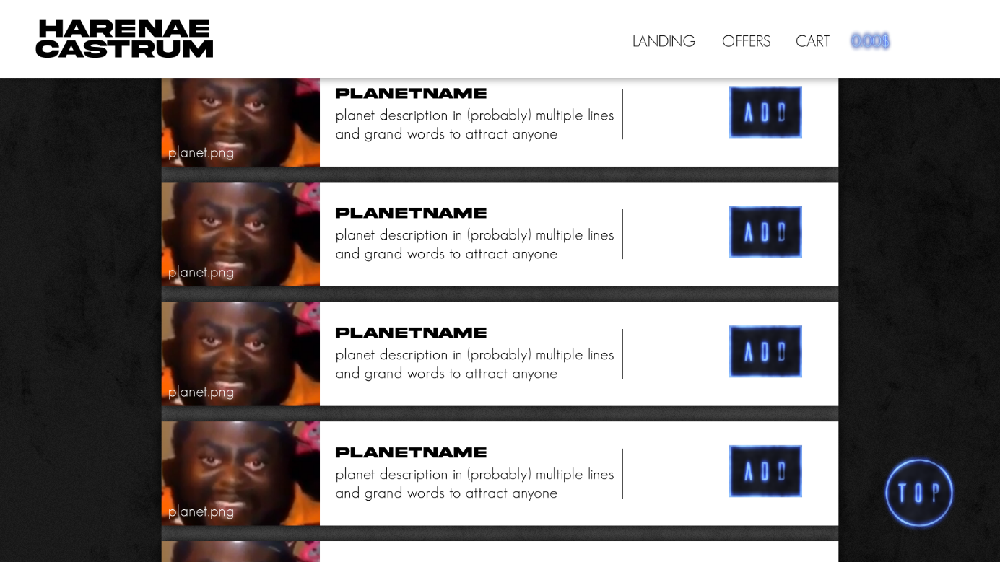 HARENAE
CASTRUM
LANDING OFFERS CART 0.00$
PLANETNAME
planet description in (probably) multiple lines
and grand words to attract anyone
planet.png
ADD
PLANETNAME
planet description in (probably) multiple lines
and grand words to attract anyone
planet.png
ADD
PLANETNAME
planet description in (probably) multiple lines
and grand words to attract anyone
planet.png
ADD
PLANETNAME
planet description in (probably) multiple lines
and grand words to attract anyone
planet.png
ADD
TOP